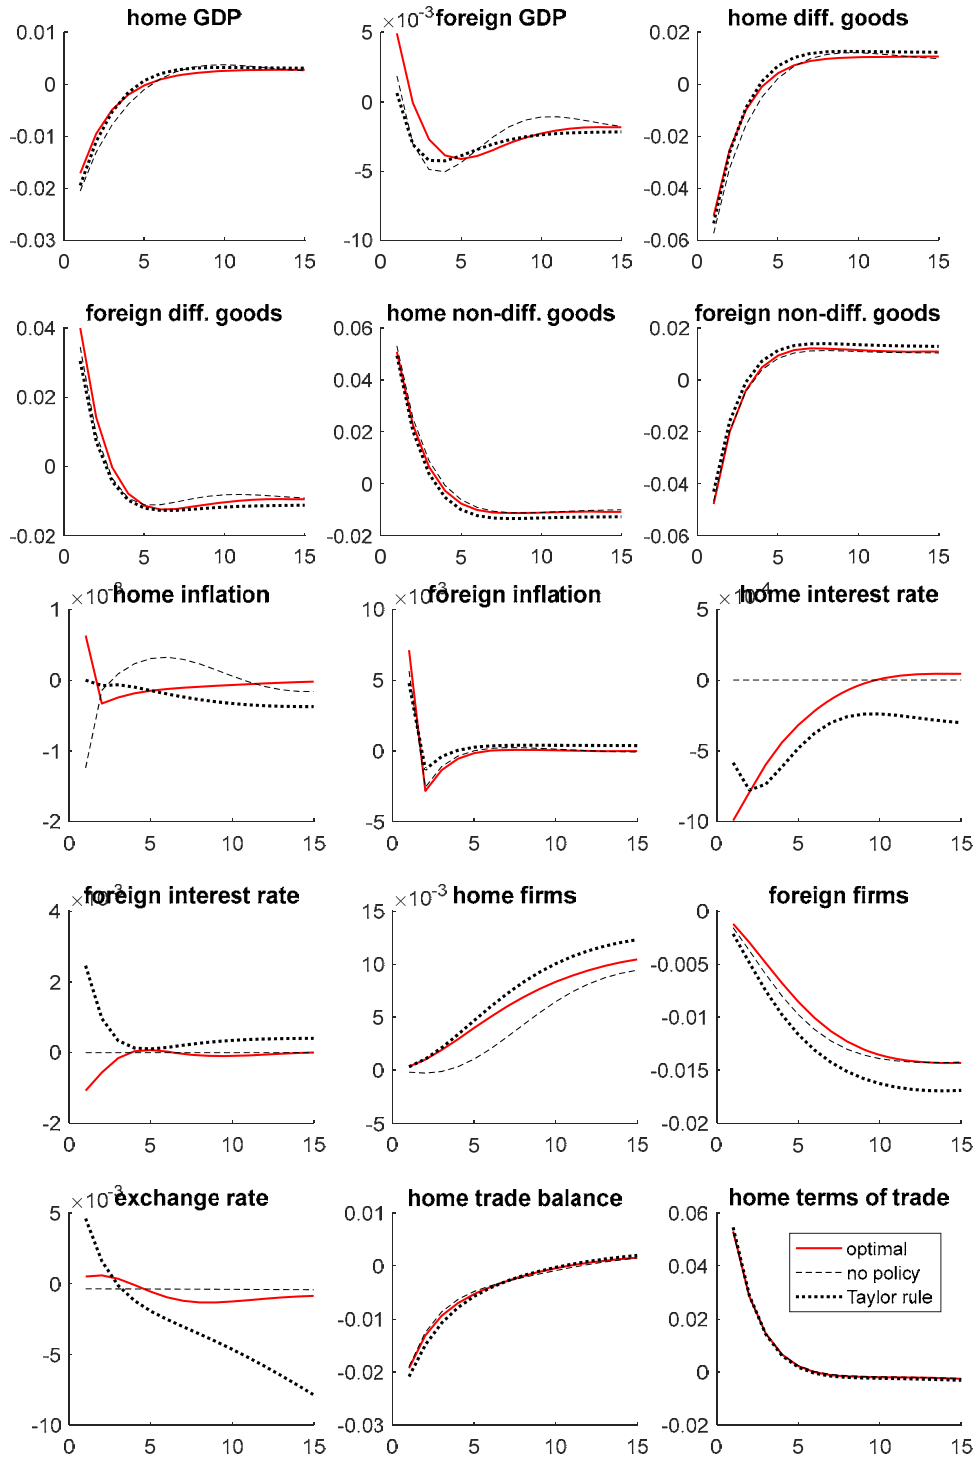 home GDP
0.01
0
-0.01
-0.02
-0.03
0 5 10 15
foreign GDP
×10-3
5
0
-5
-10
0 5 10 15
home diff. goods
0.02
0
-0.02
-0.04
-0.06
0 5 10 15
foreign diff. goods
0.04
0.02
0
-0.02
0 5 10 15
home non-diff. goods
0.06
0.04
0.02
0
-0.02
0 5 10 15
foreign non-diff. goods
0.02
0
-0.02
-0.04
-0.06
0 5 10 15
home inflation
×10-3
1
0
-1
-2
0 5 10 15
foreign inflation
×10-3
10
5
0
-5
0 5 10 15
home interest rate
×10-4
5
0
-5
-10
0 5 10 15
foreign interest rate
×10-3
4
2
0
-2
0 5 10 15
home firms
×10-3
15
10
5
0
-5
0 5 10 15
foreign firms
0
-0.005
-0.01
-0.015
-0.02
0 5 10 15
exchange rate
×10-3
5
0
-5
-10
0 5 10 15
home trade balance
0.01
0
-0.01
-0.02
-0.03
0 5 10 15
home terms of trade
0.06
0.04
0.02
0
-0.02
0 5 10 15
optimal
no policy
Taylor rule